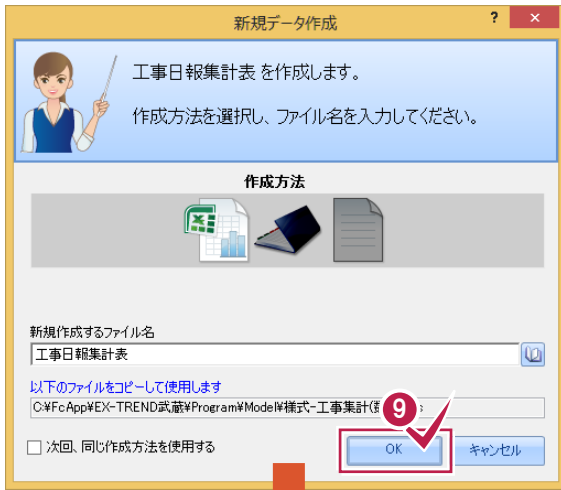 新規データ作成
? ×
工事日報集計表 を作成します。
作成方法を選択し、ファイル名を入力してください。
作成方法
新規作成するファイル名
工事日報集計表
以下のファイルをコピーして使用します
C:¥FcApp¥EX-TREND武蔵¥Program¥Model¥様式-工事集計(
9
次回、同じ作成方法を使用する
OK
キャンセル